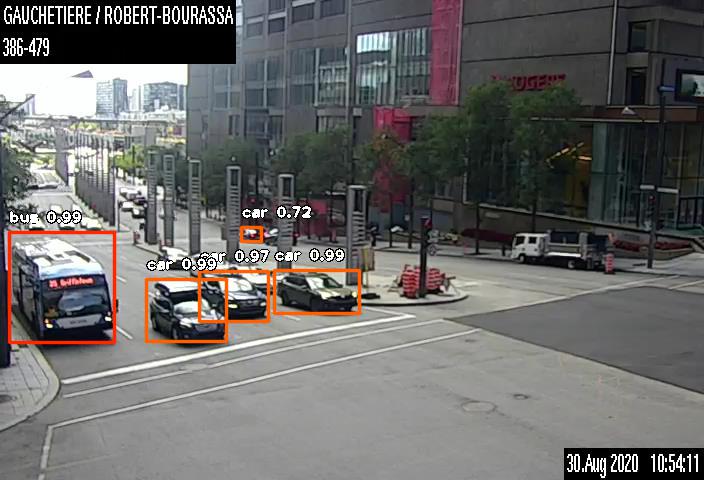 GAUCHETIERE / ROBERT-BOURASSA
386-479
bus 0.99
car 0.72
car 0.99
car 0.97
car 0.99
30.Aug 2020 10:54:11